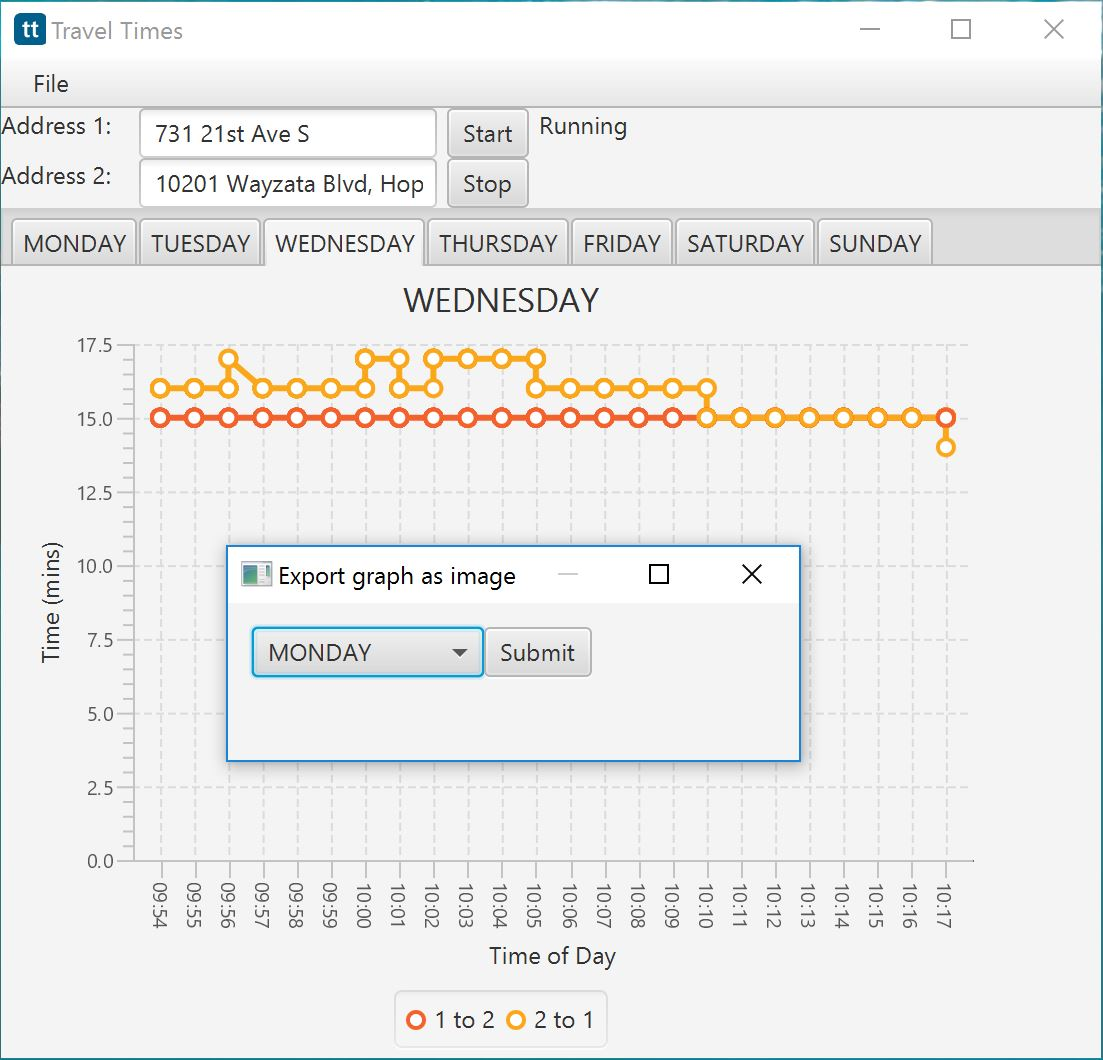 tt Travel Times
File
Address 1: 731 21st Ave S Start Running
Address 2: 10201 Wayzata Blvd, Hop Stop
MONDAY TUESDAY WEDNESDAY THURSDAY FRIDAY SATURDAY SUNDAY
WEDNESDAY
17.5
15.0
12.5
10.0
7.5
5.0
2.5
0.0
Time (mins)
Export graph as image
MONDAY Submit
09:54 09:55 09:56 09:57 09:58 09:59 10:00 10:01 10:02 10:03 10:04 10:05 10:06 10:07 10:08 10:09 10:10 10:11 10:12 10:13 10:14 10:15 10:16 10:17
Time of Day
1 to 2 2 to 1